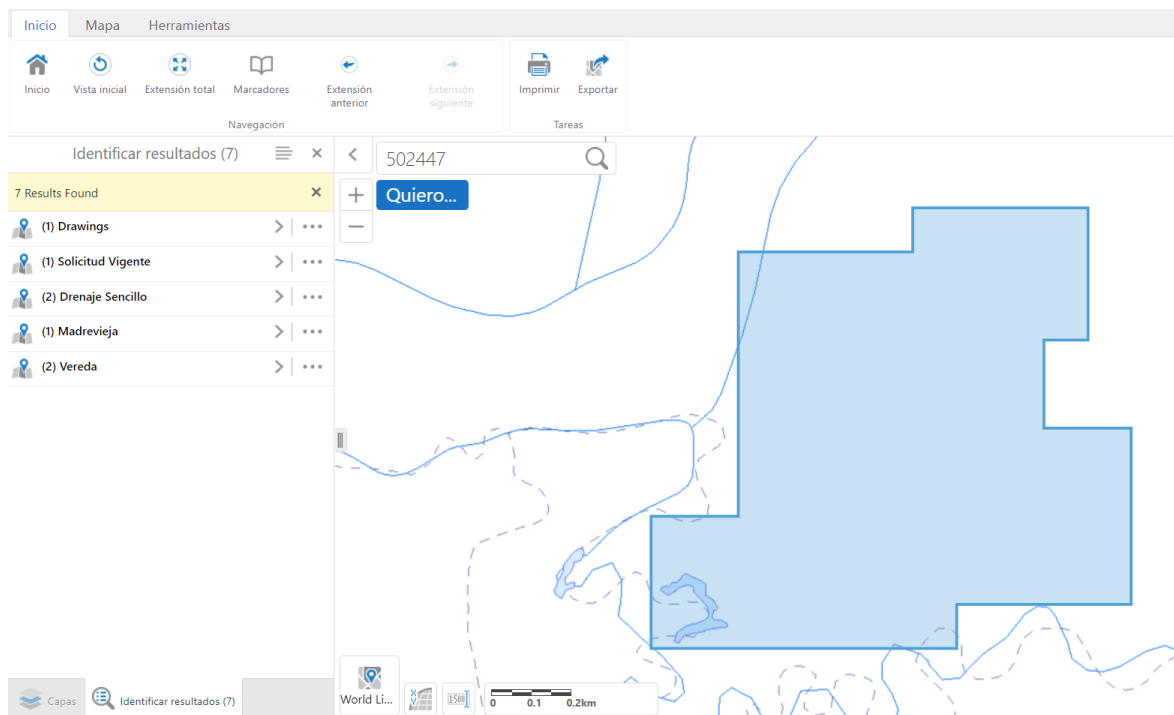 Inicio Mapa Herramientas
Inicio Vista inicial Extensión total Marcadores Extensión anterior Extensión siguiente Imprimir Exportar
Navegación Tareas
Identificar resultados (7)
502447
7 Results Found
Quiero...
(1) Drawings
(1) Solicitud Vigente
(2) Drenaje Sencillo
(1) Madrevieja
(2) Vereda
World Li...
0 0.1 0.2km
Capas Identificar resultados (7)